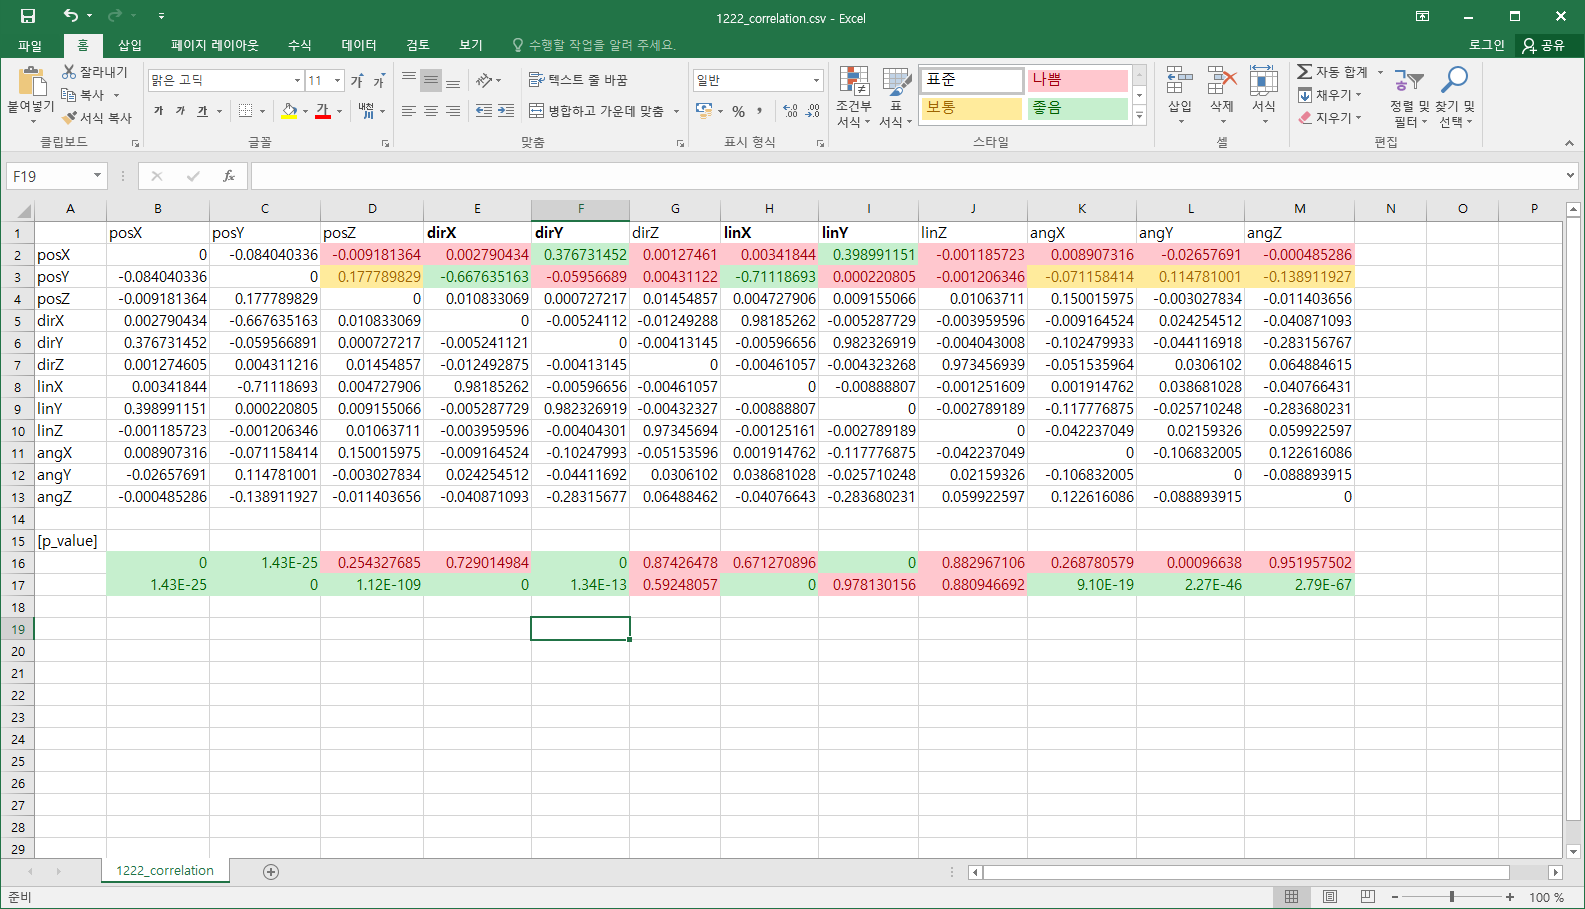 1222_correlation.csv - Excel
파일 홈 삽입 페이지 레이아웃 수식 데이터 검토 보기 수행할 작업을 알려 주세요. 로그인 공유
붙여넣기 잘라내기 복사 서식 복사 클립보드
맑은 고딕 11 가 가 가 가 가 가 내천 글꼴
텍스트 줄 바꿈 병합하고 가운데 맞춤 맞춤
일반 % , 표시 형식
조건부 서식 표 서식 표준 나쁨 보통 좋음 스타일
삽입 삭제 서식 셀
자동 합계 채우기 지우기 정렬 및 필터 찾기 및 선택 편집
F19 fx
A B C D E F G H I J K L M N O P
1 posX posY posZ dirX dirY dirZ linX linY linZ angX angY angZ
2 posX 0 -0.084040336 -0.009181364 0.002790434 0.376731452 0.00127461 0.00341844 0.398991151 -0.001185723 0.008907316 -0.02657691 -0.000485286
3 posY -0.084040336 0 0.177789829 -0.667635163 -0.05956689 0.00431122 -0.71118693 0.000220805 -0.001206346 -0.071158414 0.114781001 -0.138911927
4 posZ -0.009181364 0.177789829 0 0.010833069 0.000727217 0.01454857 0.004727906 0.009155066 0.01063711 0.150015975 -0.003027834 -0.011403656
5 dirX 0.002790434 -0.667635163 0.010833069 0 -0.00524112 -0.01249288 0.98185262 -0.005287729 -0.003959596 -0.009164524 0.024254512 -0.040871093
6 dirY 0.376731452 -0.059566891 0.000727217 -0.005241121 0 -0.00413145 -0.00596656 0.982326919 -0.004043008 -0.102479933 -0.044116918 -0.283156767
7 dirZ 0.001274605 0.004311216 0.01454857 -0.012492875 -0.00413145 0 -0.00461057 -0.004323268 0.973456939 -0.051535964 0.0306102 0.064884615
8 linX 0.00341844 -0.71118693 0.004727906 0.98185262 -0.00596656 -0.00461057 0 -0.00888807 -0.001251609 0.001914762 0.038681028 -0.040766431
9 linY 0.398991151 0.000220805 0.009155066 -0.005287729 0.982326919 -0.00432327 -0.00888807 0 -0.002789189 -0.117776875 -0.025710248 -0.283680231
10 linZ -0.001185723 -0.001206346 0.01063711 -0.003959596 -0.00404301 0.97345694 -0.00125161 -0.002789189 0 -0.042237049 0.02159326 0.059922597
11 angX 0.008907316 -0.071158414 0.150015975 -0.009164524 -0.10247993 -0.05153596 0.001914762 -0.117776875 -0.042237049 0 -0.106832005 0.122616086
12 angY -0.02657691 0.114781001 -0.003027834 0.024254512 -0.04411692 0.0306102 0.038681028 -0.025710248 0.02159326 -0.106832005 0 -0.088893915
13 angZ -0.000485286 -0.138911927 -0.011403656 -0.040871093 -0.28315677 0.06488462 -0.04076643 -0.283680231 0.059922597 0.122616086 -0.088893915 0
14
15 [p_value]
16 0 1.43E-25 0.254327685 0.729014984 0 0.87426478 0.671270896 0 0.882967106 0.268780579 0.00096638 0.951957502
17 1.43E-25 0 1.12E-109 0 1.34E-13 0.59248057 0 0.978130156 0.880946692 9.10E-19 2.27E-46 2.79E-67
18
19
20
21
22
23
24
25
26
27
28
29
1222_correlation
준비 100 %